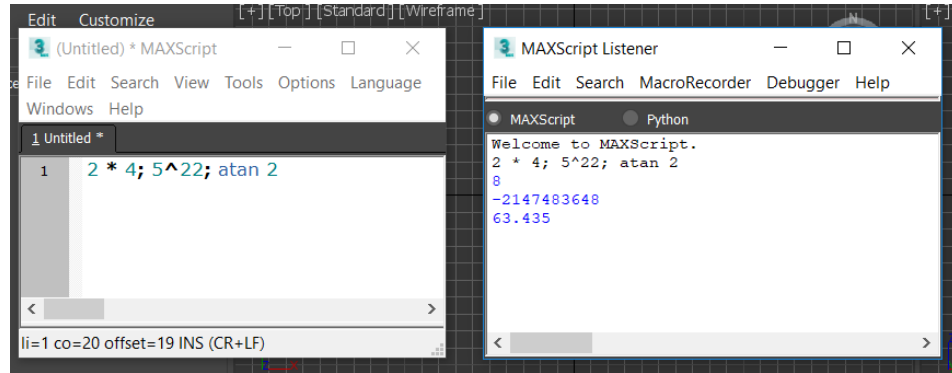 Edit Customize
[+] [Top] [Standard] [Wireframe]
N
[+]
3 (Untitled) * MAXScript
File Edit Search View Tools Options Language
Windows Help
1 Untitled *
1 2 * 4; 5^22; atan 2
li=1 co=20 offset=19 INS (CR+LF)
3 MAXScript Listener
File Edit Search MacroRecorder Debugger Help
MAXScript Python
Welcome to MAXScript.
2 * 4; 5^22; atan 2
8
-2147483648
63.435